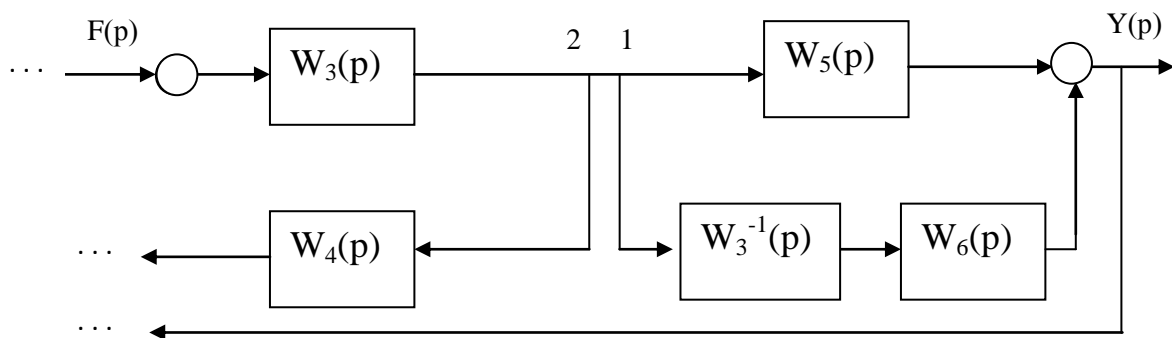 F(p) 2 1 Y(p)
... W₃(p) W₅(p)
... W₄(p) W₃⁻¹(p) W₆(p)
...